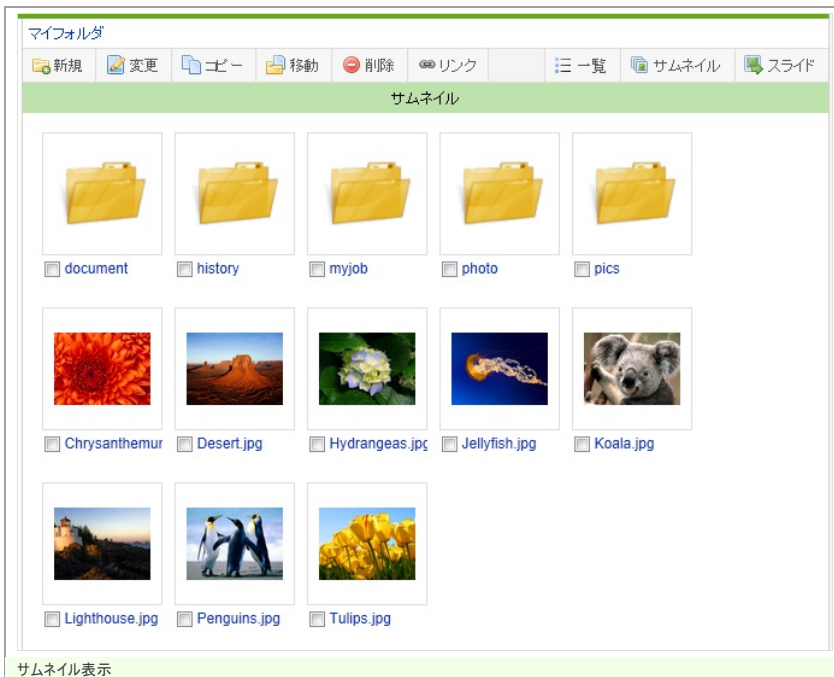 マイフォルダ
新規 変更 コピー 移動 削除 リンク 一覧 サムネイル スライド
サムネイル
document history myjob photo pics
Chrysanthemur Desert.jpg Hydrangeas.jpg Jellyfish.jpg Koala.jpg
Lighthouse.jpg Penguins.jpg Tulips.jpg
サムネイル表示